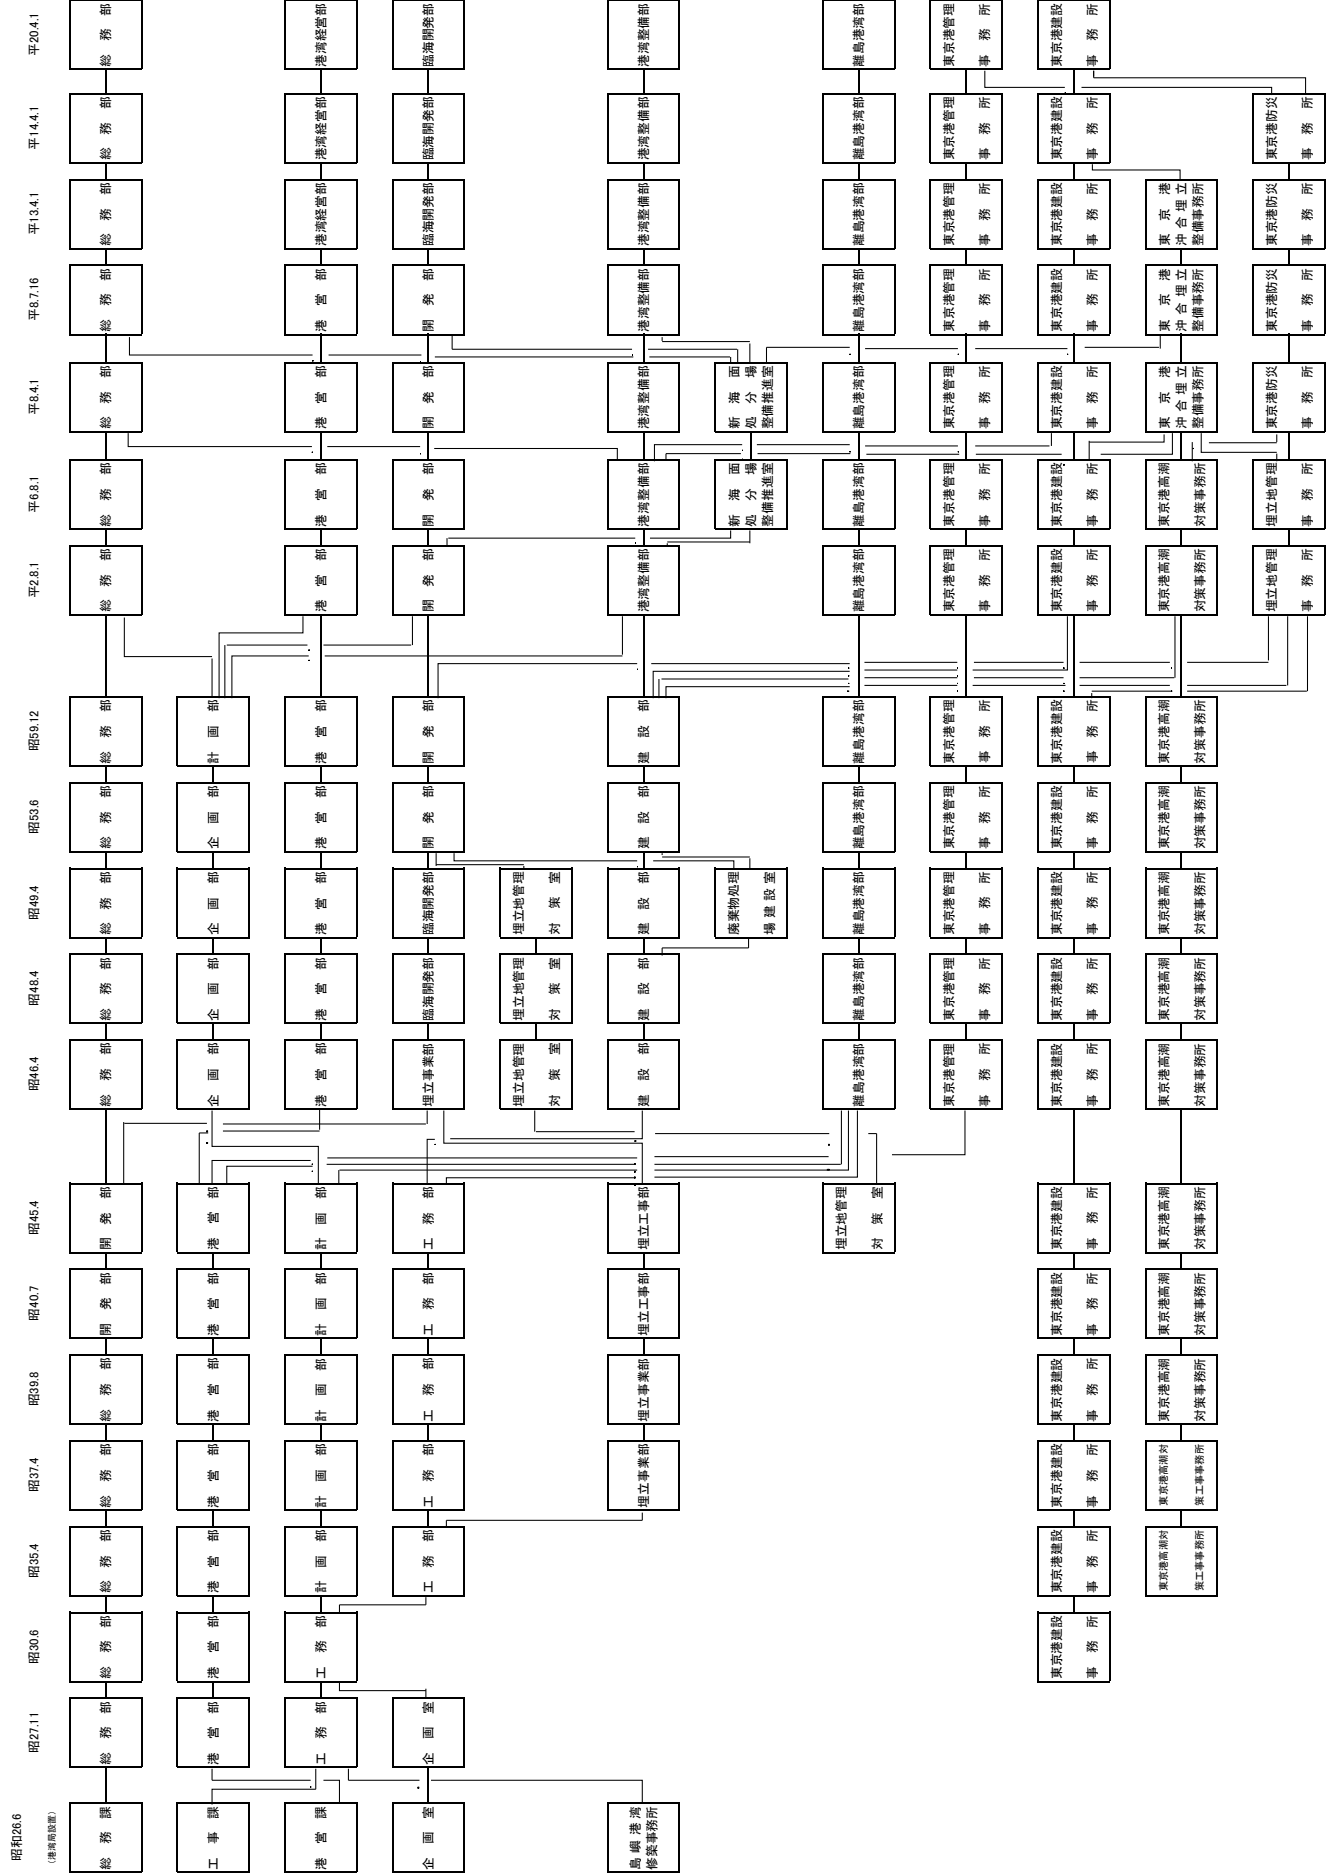 昭和26.6 昭27.11 昭30.6 昭35.4 昭37.4 昭39.8 昭40.7 昭45.4 昭46.4 昭48.4 昭49.4 昭53.6 昭59.12 平2.8.1 平6.8.1 平8.4.1 平8.7.16 平13.4.1 平14.4.1 平20.4.1
(港湾局設置)
総務課 総務部 総務部 総務部 総務部 総務部 開発部 開発部 総務部 総務部 総務部 総務部 総務部 総務部 総務部 総務部 総務部 総務部 総務部 総務部
工事課 港営部 港営部 港営部 港営部 港営部 港営部 港営部 企画部 企画部 企画部 企画部 計画部
港営課 工務部 工務部 計画部 計画部 計画部 計画部 計画部 港営部 港営部 港営部 港営部 港営部 港営部 港営部 港営部 港営部 港湾経営部 港湾経営部 港湾経営部
企画室 企画室 工務部 工務部 工務部 工務部 工務部 埋立事業部 臨海開発部 臨海開発部 開発部 開発部 開発部 開発部 開発部 開発部 臨海開発部 臨海開発部 臨海開発部
埋立地管理 埋立地管理 埋立地管理
対策室 対策室 対策室
島嶼港湾 埋立事業部 埋立事業部 埋立工事部 埋立工事部 建設部 建設部 建設部 建設部 建設部 港湾整備部 港湾整備部 港湾整備部 港湾整備部 港湾整備部 港湾整備部 港湾整備部
修築事務所
廃棄物処理 新海面 新海面
場建設室 処分場 処分場
整備推進室 整備推進室
埋立地管理 離島港湾部 離島港湾部 離島港湾部 離島港湾部 離島港湾部 離島港湾部 離島港湾部 離島港湾部 離島港湾部 離島港湾部 離島港湾部 離島港湾部
対策室
東京港管理 東京港管理 東京港管理 東京港管理 東京港管理 東京港管理 東京港管理 東京港管理 東京港管理 東京港管理 東京港管理 東京港管理
事務所 事務所 事務所 事務所 事務所 事務所 事務所 事務所 事務所 事務所 事務所 事務所
東京港建設 東京港建設 東京港建設 東京港建設 東京港建設 東京港建設 東京港建設 東京港建設 東京港建設 東京港建設 東京港建設 東京港建設 東京港建設 東京港建設 東京港建設 東京港建設 東京港建設 東京港建設
事務所 事務所 事務所 事務所 事務所 事務所 事務所 事務所 事務所 事務所 事務所 事務所 事務所 事務所 事務所 事務所 事務所 事務所
東京港高潮対 東京港高潮対 東京港高潮 東京港高潮 東京港高潮 東京港高潮 東京港高潮 東京港高潮 東京港高潮 東京港高潮 東京港高潮 東京港高潮 東京港 東京港 東京港
策工事事務所 策工事事務所 対策事務所 対策事務所 対策事務所 対策事務所 対策事務所 対策事務所 対策事務所 対策事務所 対策事務所 対策事務所 沖合埋立 沖合埋立 沖合埋立
整備事務所 整備事務所 整備事務所
埋立地管理 埋立地管理 東京港防災 東京港防災 東京港防災 東京港防災
事務所 事務所 事務所 事務所 事務所 事務所